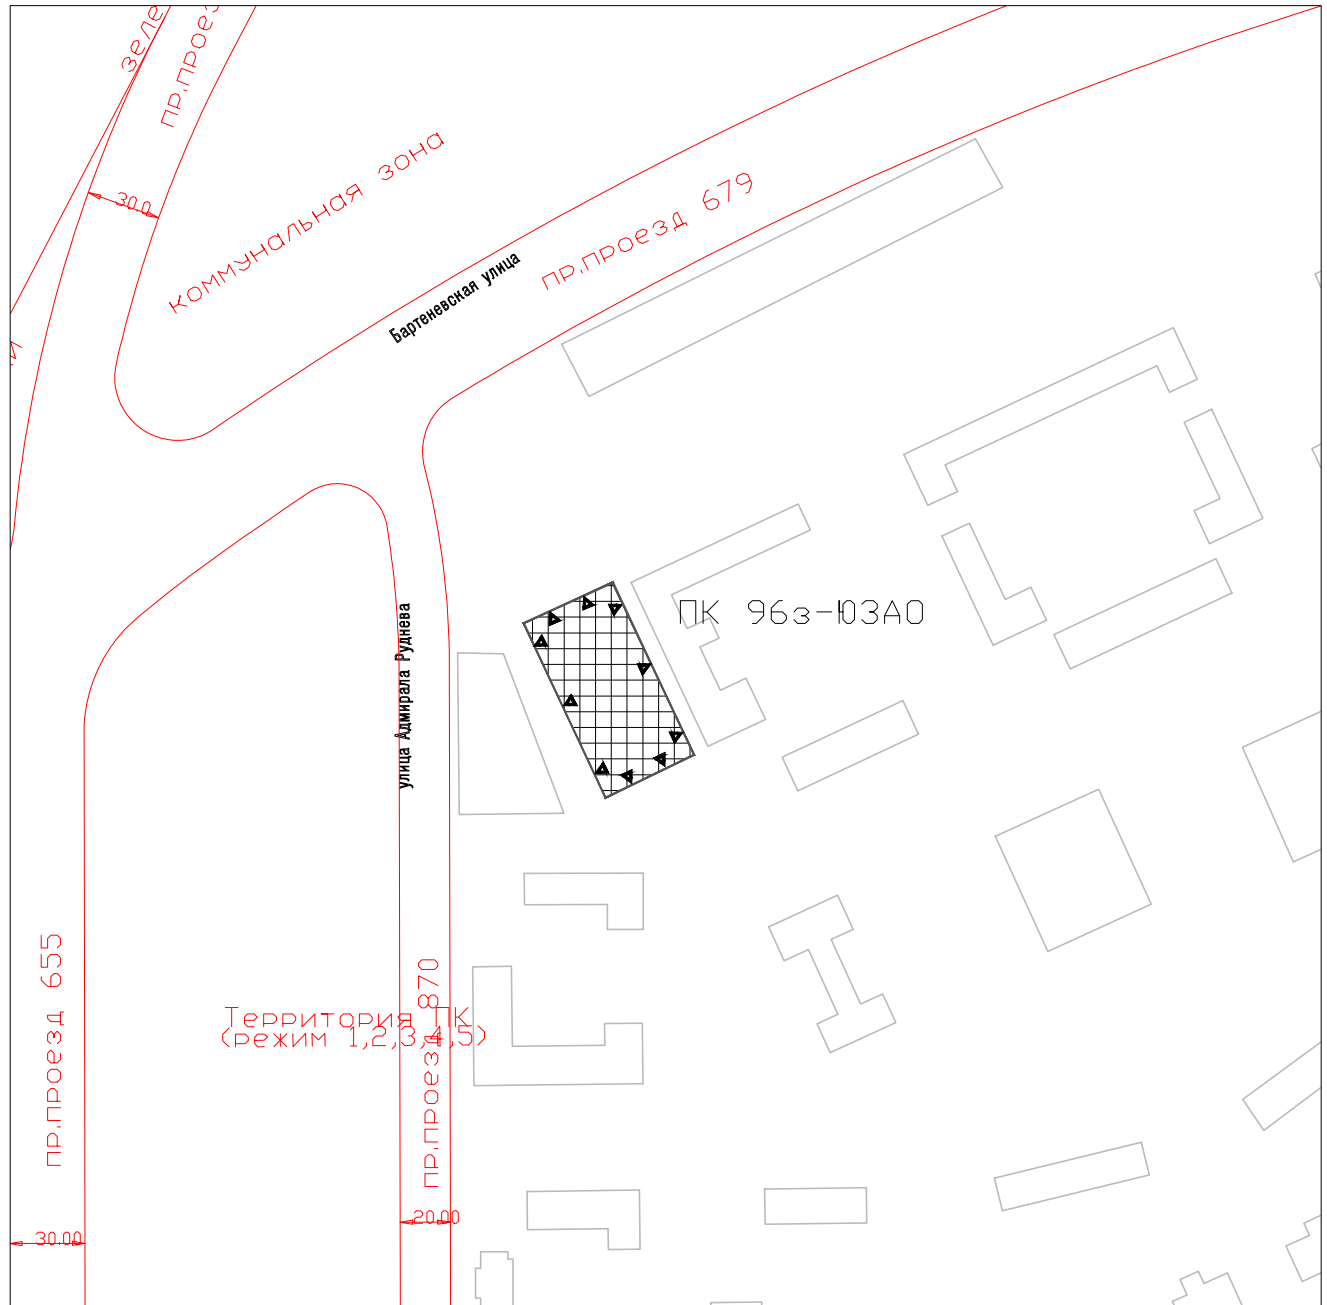 зеле
пр.проез
30.0
коммунальная зона
пр.проезд 679
Бартеневская улица
ПК 96з-ЮЗАО
улица Адмирала Руднева
пр.проезд 655
пр.проезд 870
Территория ПК
(режим 1,2,3,4,5)
20.00
30.00